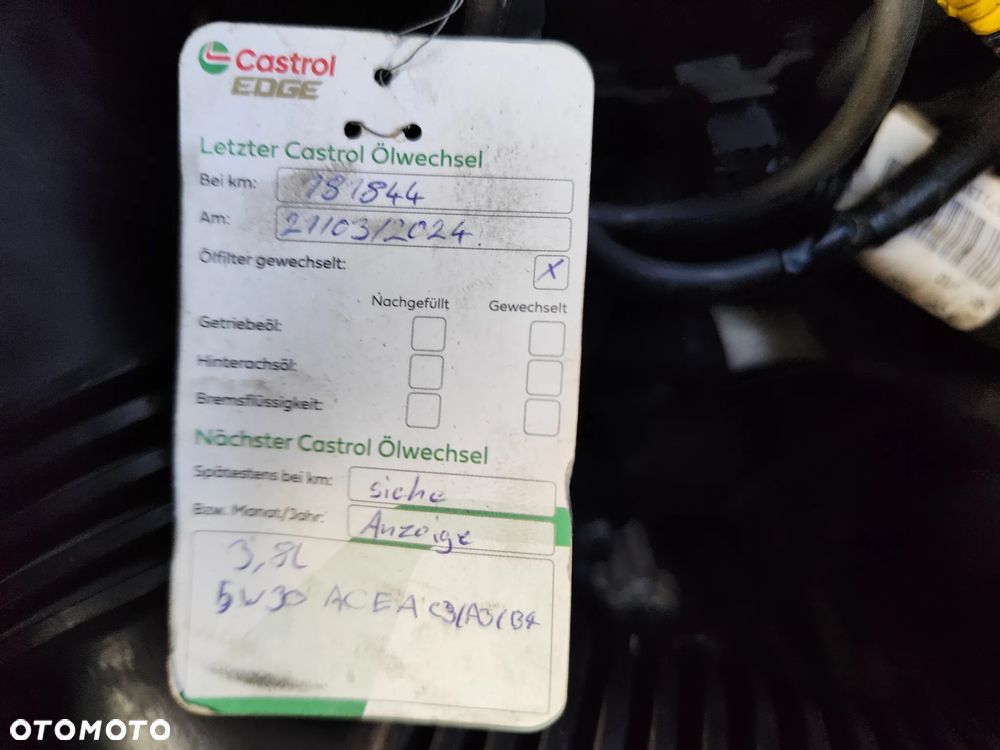 Castrol
EDGE
Letzter Castrol Ölwechsel
Bei km: 181844
Am: 21/03/2024.
Ölfilter gewechselt: X
Nachgefüllt Gewechselt
Getriebeöl:
Hinterachsöl:
Bremsflüssigkeit:
Nächster Castrol Ölwechsel
Spätestens bei km: siehe
Bzw. Monat/Jahr: Anzeige
3,8L
5W30 ACEA C3/A3/B4
OTOMOTO